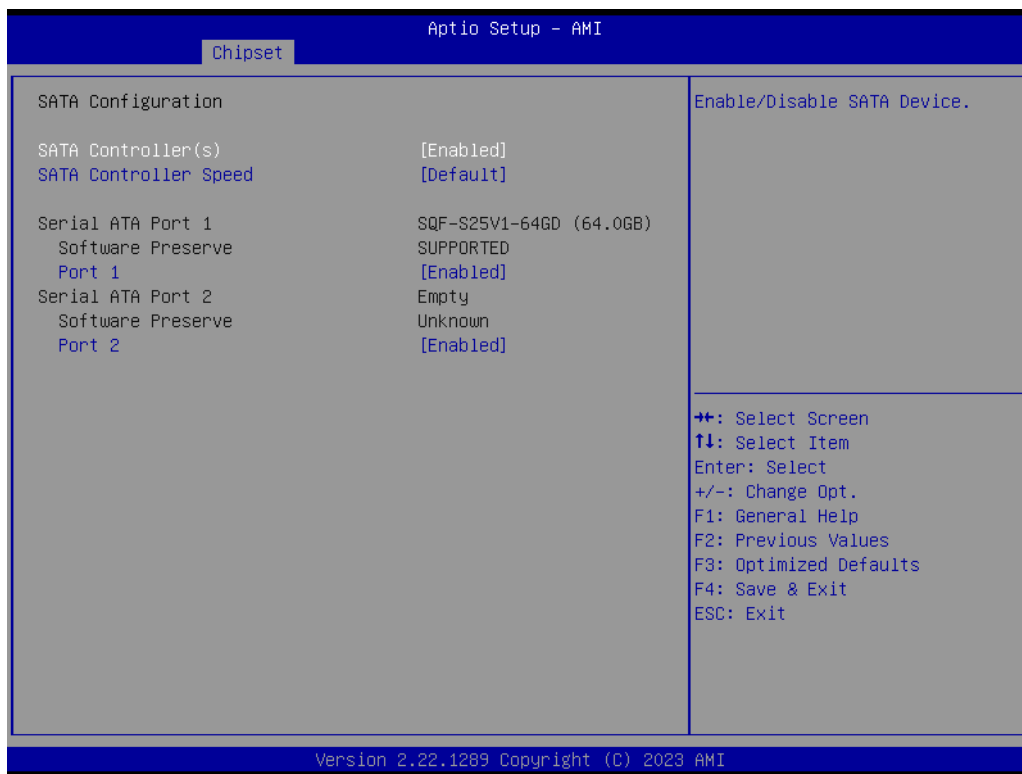 Aptio Setup – AMI
Chipset
SATA Configuration
SATA Controller(s) [Enabled]
SATA Controller Speed [Default]
Serial ATA Port 1 SQF-S25V1-64GD (64.0GB)
Software Preserve SUPPORTED
Port 1 [Enabled]
Serial ATA Port 2 Empty
Software Preserve Unknown
Port 2 [Enabled]
Enable/Disable SATA Device.
→←: Select Screen
↑↓: Select Item
Enter: Select
+/-: Change Opt.
F1: General Help
F2: Previous Values
F3: Optimized Defaults
F4: Save & Exit
ESC: Exit
Version 2.22.1289 Copyright (C) 2023 AMI